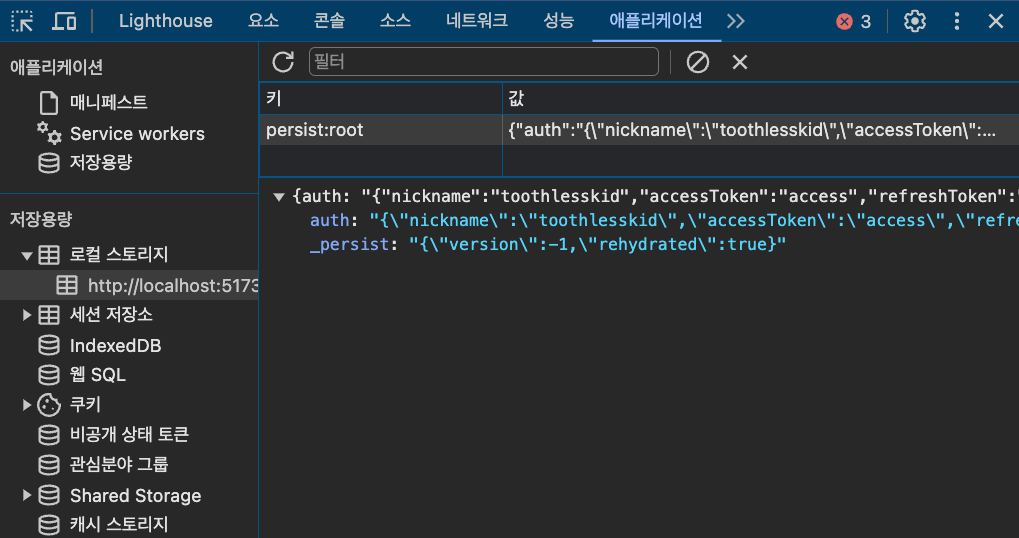 Lighthouse 요소 콘솔 소스 네트워크 성능 애플리케이션 3
애플리케이션
매니페스트
Service workers
저장용량
저장용량
로컬 스토리지
http://localhost:5173
세션 저장소
IndexedDB
웹 SQL
쿠키
비공개 상태 토큰
관심분야 그룹
Shared Storage
캐시 스토리지
필터
키 값
persist:root {"auth":"{\"nickname\":\"toothlesskid\",\"accessToken\":...
{auth: "{"nickname":"toothlesskid","accessToken":"access","refreshToken":"
auth: "{\"nickname\":\"toothlesskid\",\"accessToken\":\"access\",\"refre
_persist: "{\"version\":-1,\"rehydrated\":true}"